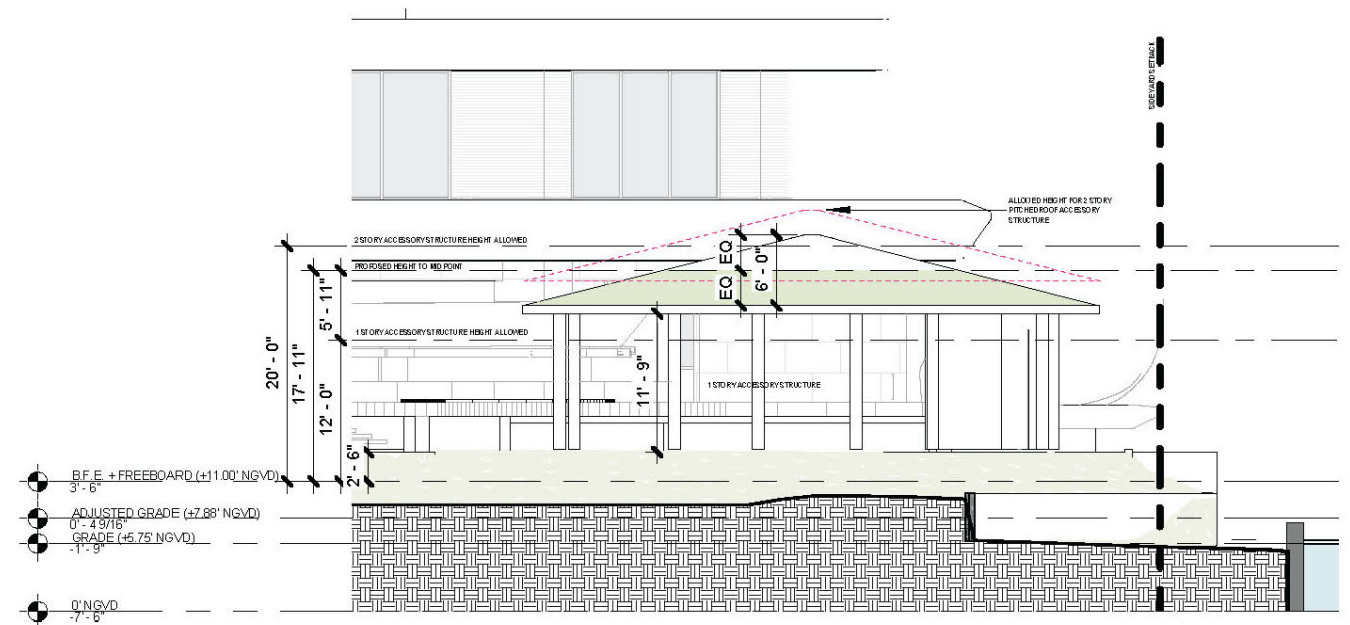 SIDE YARD SETBACK
ALLOOED HEIGHT FOR 2 STORY
PITCHED ROOF ACCESSORY
STRUCTURE
2 STORY ACCESSORY STRUCTURE HEIGHT ALLOWED
PROPOSED HEIGHT TO MID POINT
EQ
EQ
6' - 0"
5' - 11"
1 STORY ACCESSORY STRUCTURE HEIGHT ALLOWED
20' - 0"
17' - 11"
12' - 0"
11' - 9"
1 STORY ACCESSORY STRUCTURE
2' - 6"
B.F.E. + FREEBOARD (+11.00' NGVD)
3' - 6"
ADJUSTED GRADE (+7.88' NGVD)
0' - 4 9/16"
GRADE (+5.75' NGVD)
-1' - 9"
0' NGVD
-7' - 6"